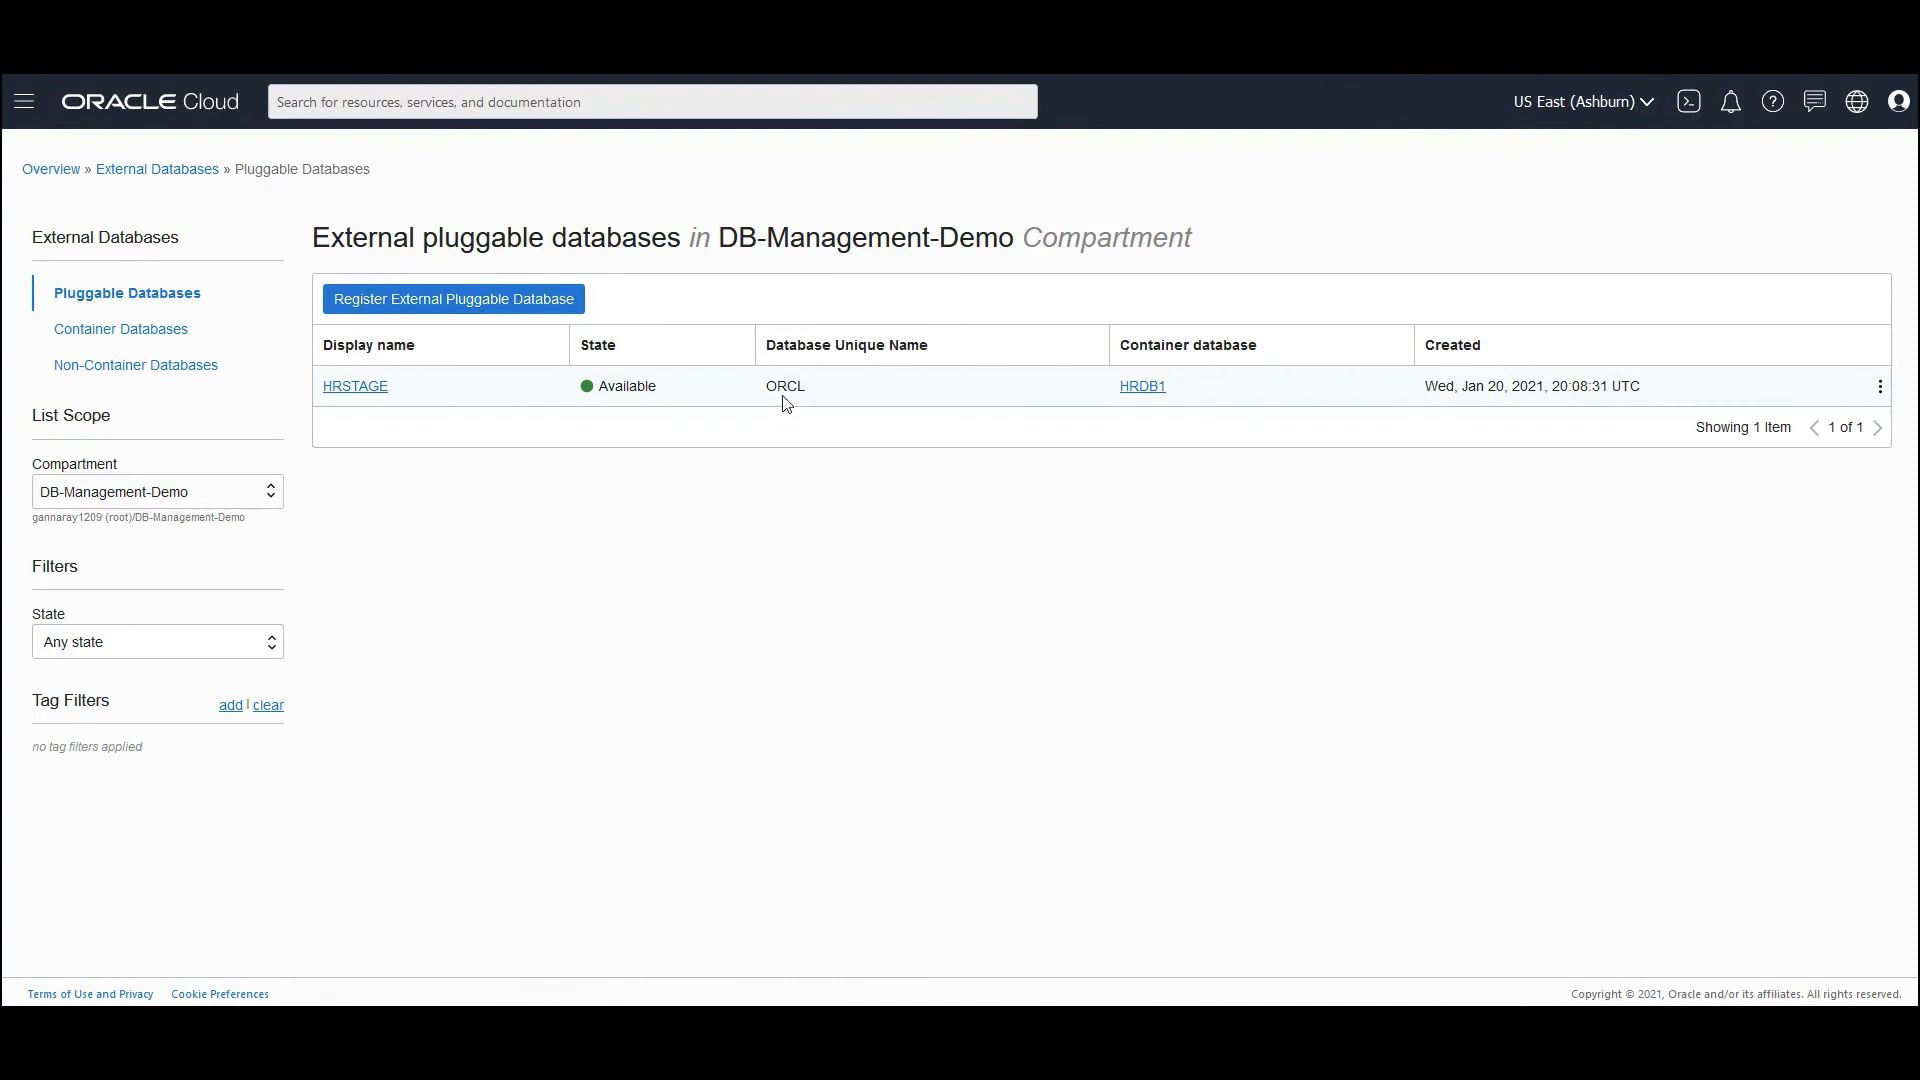 ORACLE Cloud
Search for resources, services, and documentation
US East (Ashburn)
Overview » External Databases » Pluggable Databases
External Databases
Pluggable Databases
Container Databases
Non-Container Databases
List Scope
Compartment
DB-Management-Demo
gannaray1209 (root)/DB-Management-Demo
Filters
State
Any state
Tag Filters
add | clear
no tag filters applied
External pluggable databases in DB-Management-Demo Compartment
Register External Pluggable Database
Display name State Database Unique Name Container database Created
HRSTAGE Available ORCL HRDB1 Wed, Jan 20, 2021, 20:08:31 UTC
Showing 1 Item < 1 of 1 >
Terms of Use and Privacy Cookie Preferences
Copyright © 2021, Oracle and/or its affiliates. All rights reserved.